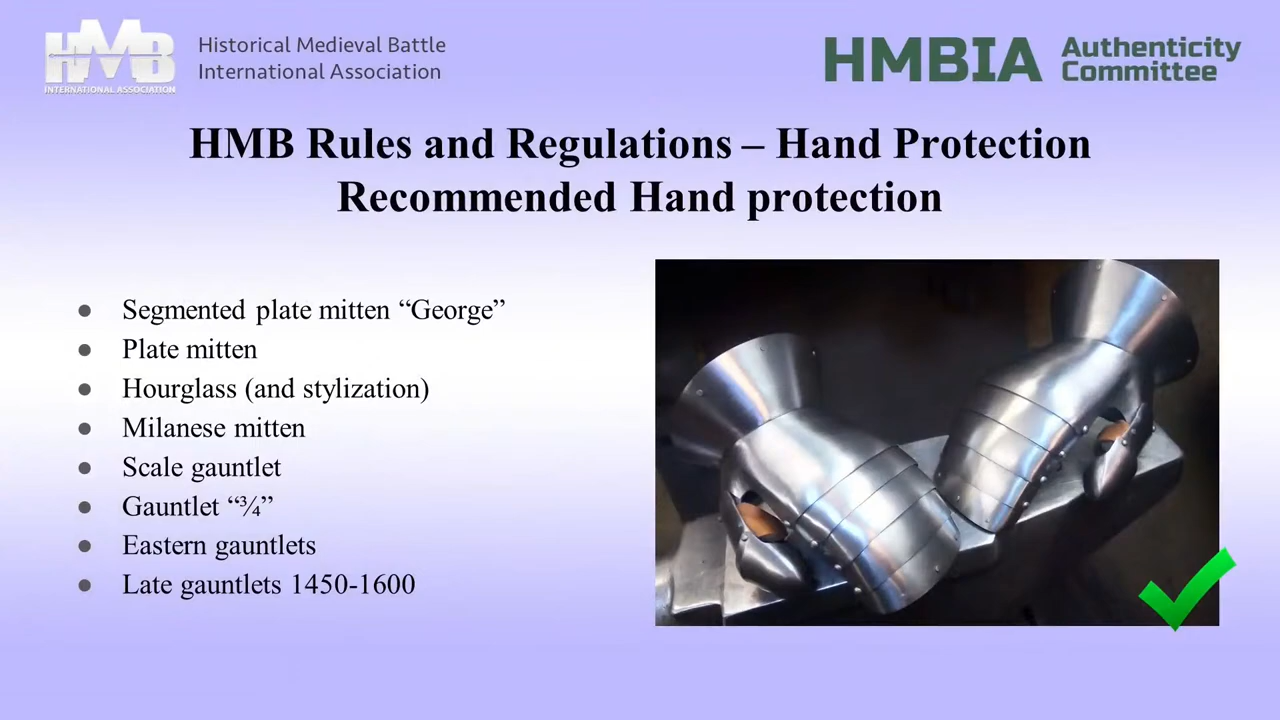 HMB
INTERNATIONAL ASSOCIATION
Historical Medieval Battle
International Association
HMBIA
Authenticity
Committee
HMB Rules and Regulations – Hand Protection
Recommended Hand protection
● Segmented plate mitten “George”
● Plate mitten
● Hourglass (and stylization)
● Milanese mitten
● Scale gauntlet
● Gauntlet “¾”
● Eastern gauntlets
● Late gauntlets 1450-1600